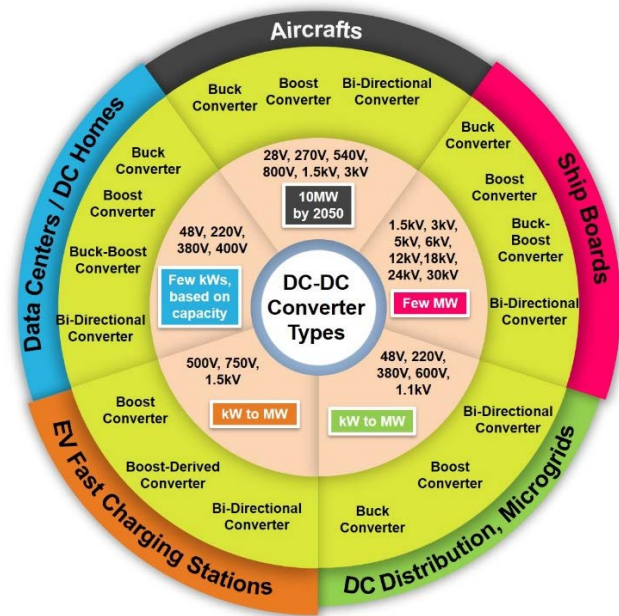 Aircrafts
Buck
Converter
Boost
Converter
Bi-Directional
Converter
28V, 270V, 540V,
800V, 1.5kV, 3kV
10MW
by 2050
Ship Boards
Buck
Converter
Boost
Converter
Buck-
Boost
Converter
Bi-Directional
Converter
1.5kV, 3kV,
5kV, 6kV,
12kV,18kV,
24kV, 30kV
Few MW
DC Distribution, Microgrids
Bi-Directional
Converter
Boost
Converter
Buck
Converter
48V, 220V,
380V, 600V,
1.1kV
kW to MW
EV Fast Charging Stations
Boost
Converter
Boost-Derived
Converter
Bi-Directional
Converter
500V, 750V,
1.5kV
kW to MW
Data Centers / DC Homes
Buck
Converter
Boost
Converter
Buck-Boost
Converter
Bi-Directional
Converter
48V, 220V,
380V, 400V
Few kWs,
based on
capacity
DC-DC
Converter
Types